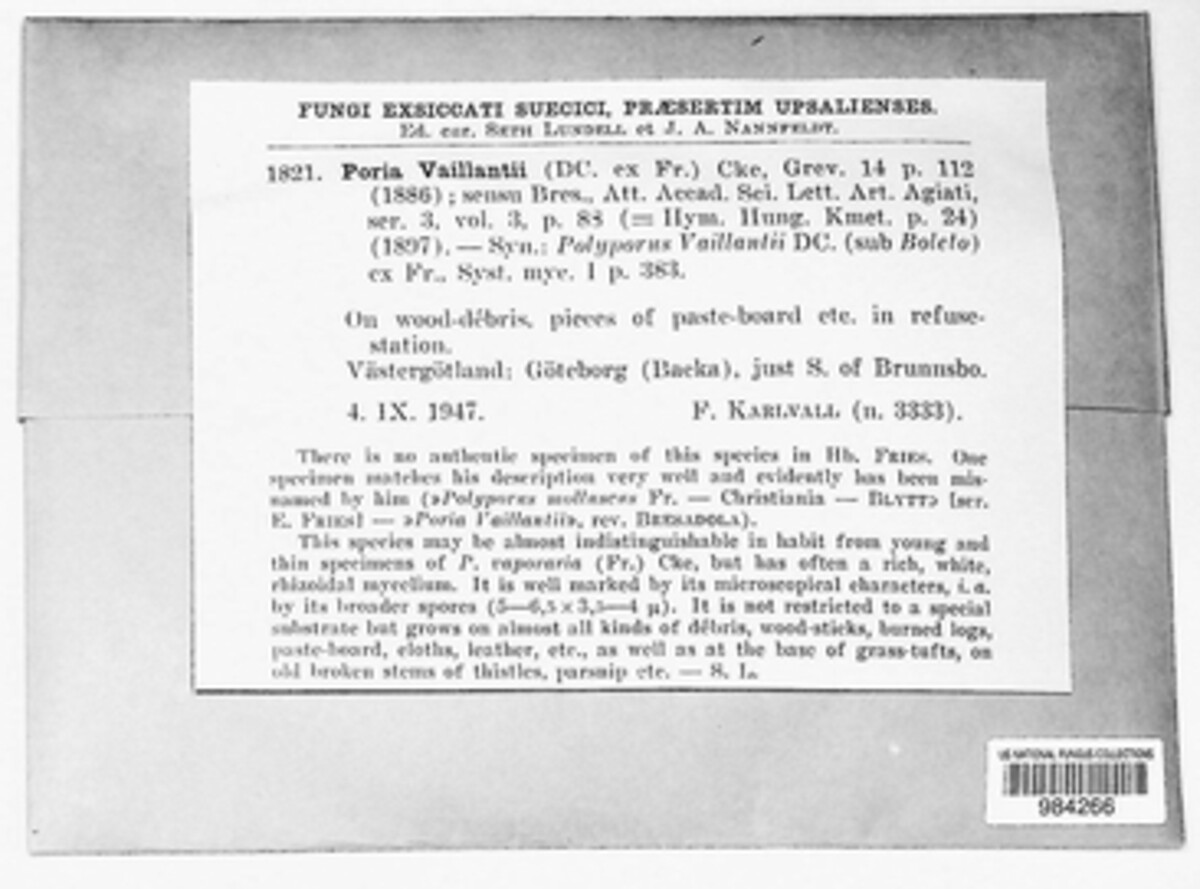 FUNGI EXSICCATI SUECICI, PRÆSERTIM UPSALIENSES.
Ed. cur. SETH LUNDELL et J. A. NANNFELDT.
1821. Poria Vaillantii (DC. ex Fr.) Cke, Grev. 14 p. 112
(1886); sensu Bres., Att. Accad. Sci. Lett. Art. Agiati,
ser. 3, vol. 3, p. 88 (= Hym. Hung. Kmet. p. 24)
(1897). — Syn.: Polyporus Vaillantii DC. (sub Boleto)
ex Fr., Syst. myc. I p. 383.
On wood-débris, pieces of paste-board etc. in refuse-
station.
Västergötland: Göteborg (Backa), just S. of Brunnsbo.
4. IX. 1947. F. KARLVALL (n. 3333).
There is no authentic specimen of this species in Hb. FRIES. One
specimen matches his description very well and evidently has been mis-
named by him (»Polyporus molluscus Fr. — Christiania — BLYTT» [scr.
E. FRIES] — »Poria Vaillantii», rev. BRESADOLA).
This species may be almost indistinguishable in habit from young and
thin specimens of P. vaporaria (Fr.) Cke, but has often a rich, white,
rhizoidal mycelium. It is well marked by its microscopical characters, i. a.
by its broader spores (5—6,5 × 3,5—4 μ). It is not restricted to a special
substrate but grows on almost all kinds of débris, wood-sticks, burned logs,
paste-board, cloths, leather, etc., as well as at the base of grass-tufts, on
old broken stems of thistles, parsnip etc. — S. L.
US NATIONAL FUNGUS COLLECTIONS
984266